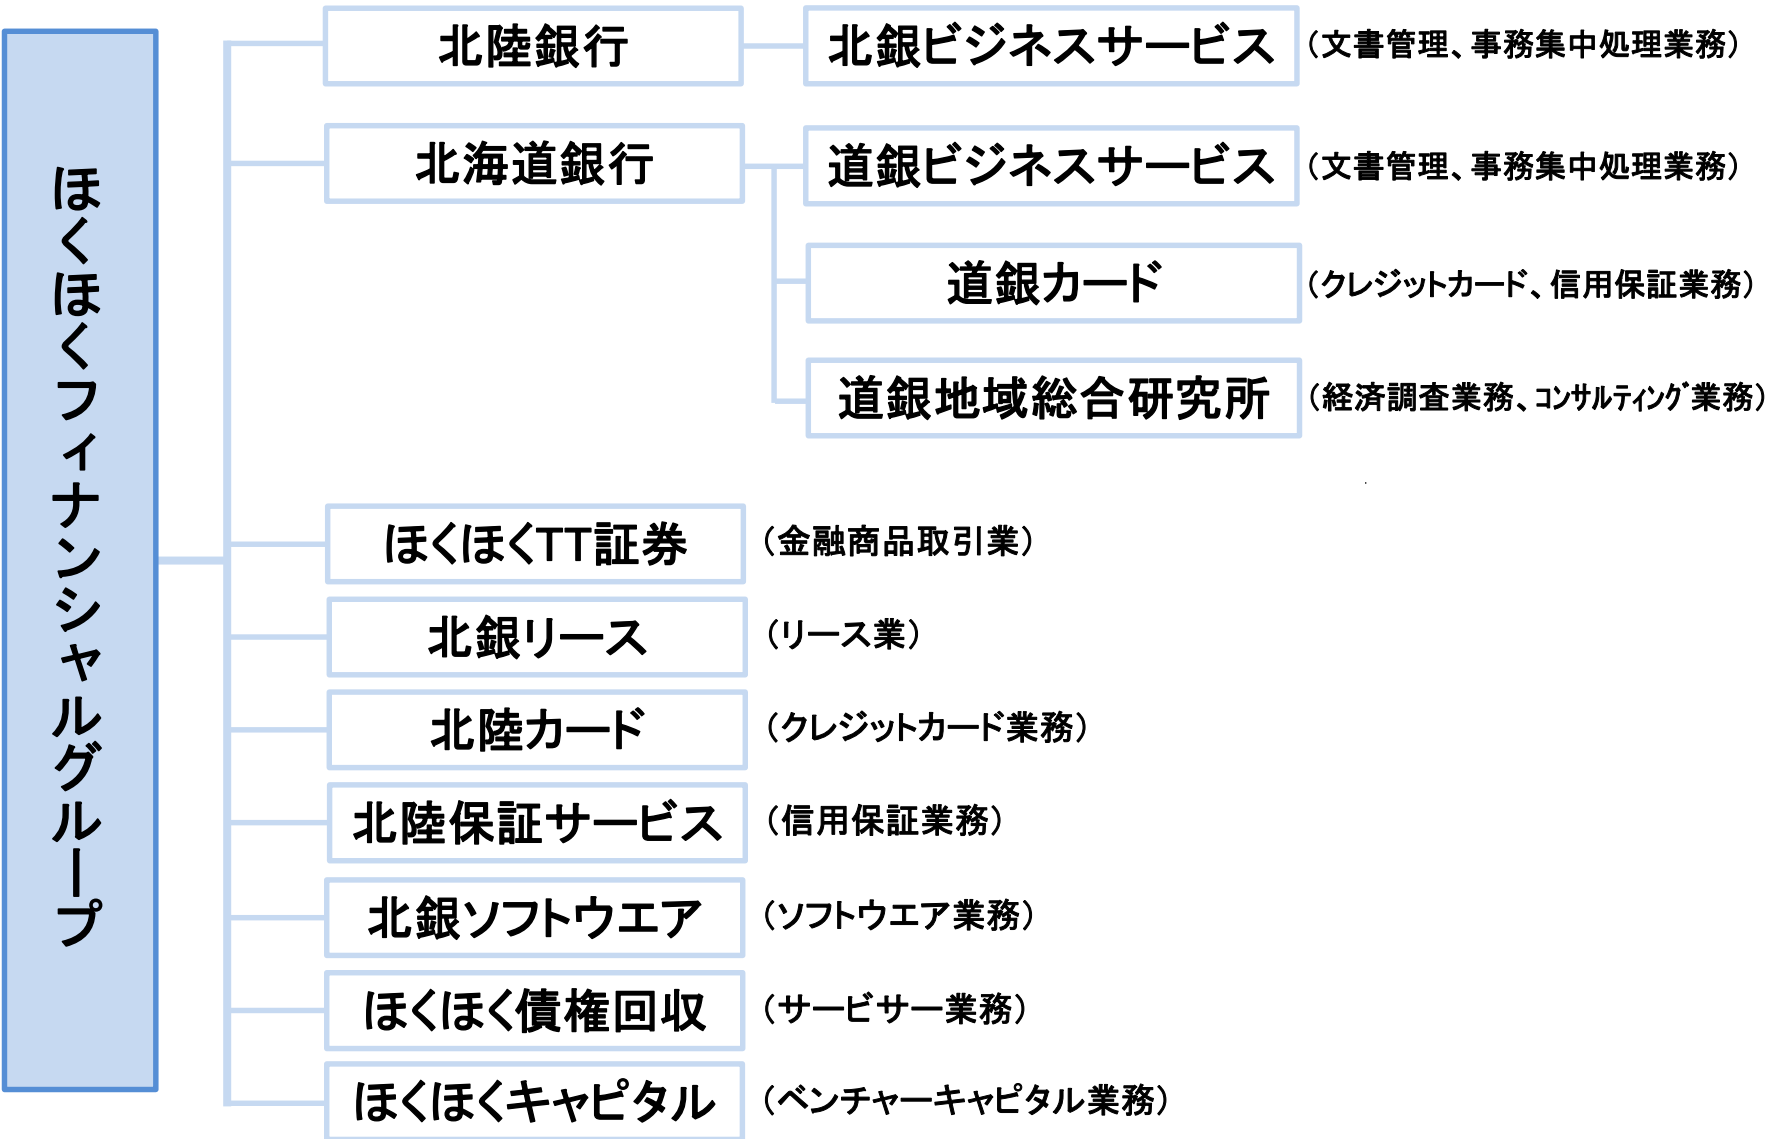 ほくほくフィナンシャルグループ
北陸銀行
北銀ビジネスサービス
（文書管理、事務集中処理業務）
北海道銀行
道銀ビジネスサービス
（文書管理、事務集中処理業務）
道銀カード
（クレジットカード、信用保証業務）
道銀地域総合研究所
（経済調査業務、ｺﾝｻﾙﾃｨﾝｸﾞ業務）
ほくほくTT証券
（金融商品取引業）
北銀リース
（リース業）
北陸カード
（クレジットカード業務）
北陸保証サービス
（信用保証業務）
北銀ソフトウエア
（ソフトウエア業務）
ほくほく債権回収
（サービサー業務）
ほくほくキャピタル
（ベンチャーキャピタル業務）